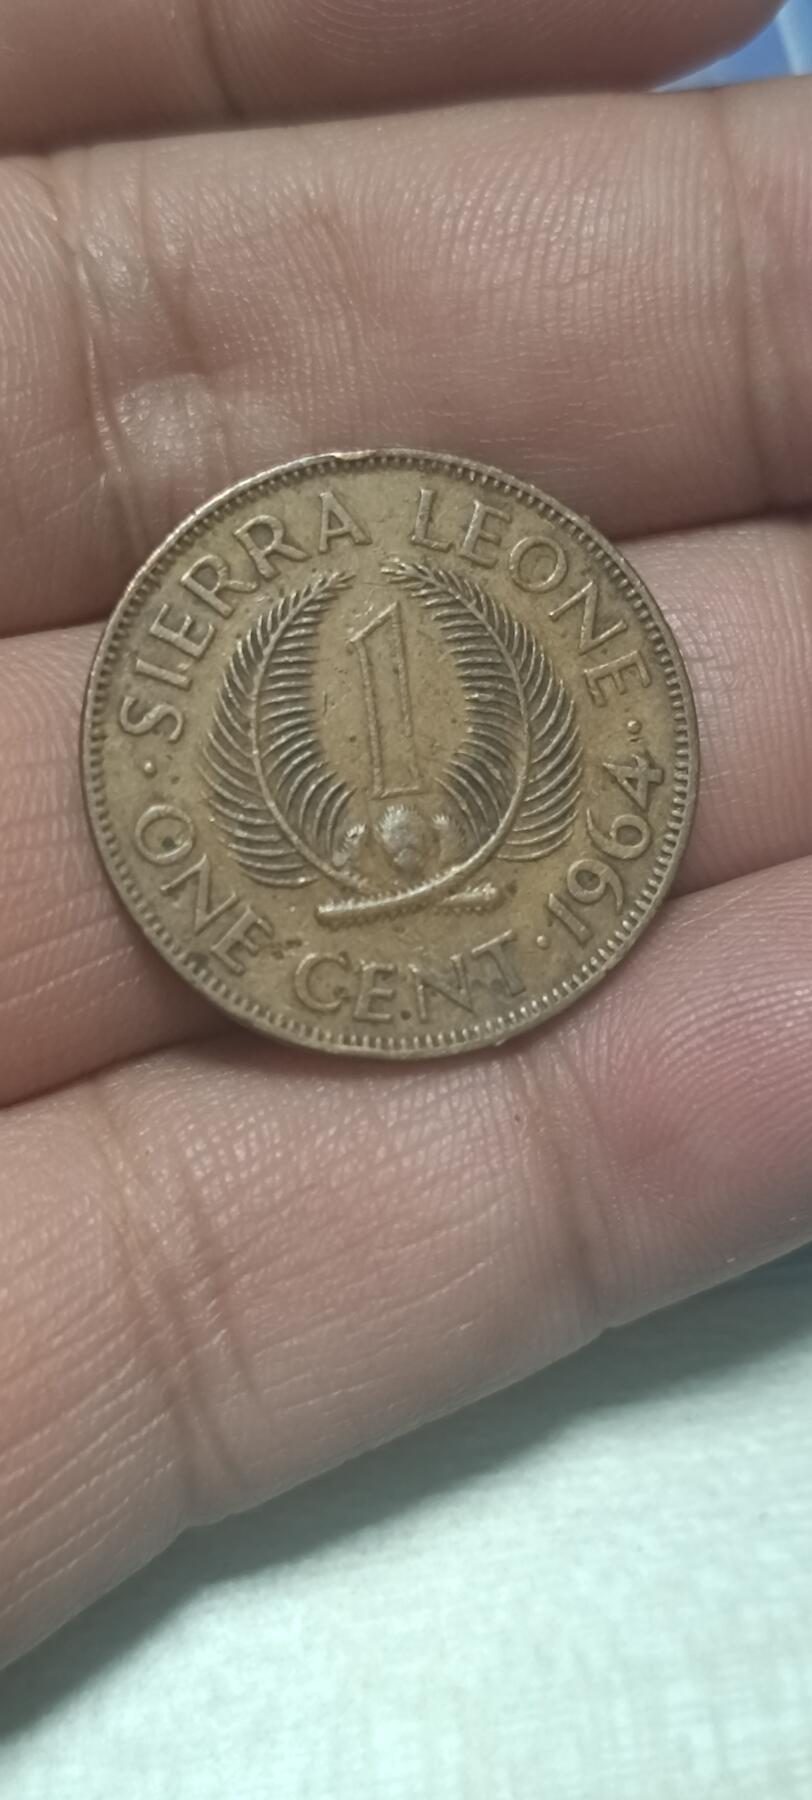 SIERRA LEONE
1
· ONE CENT · 1964 ·